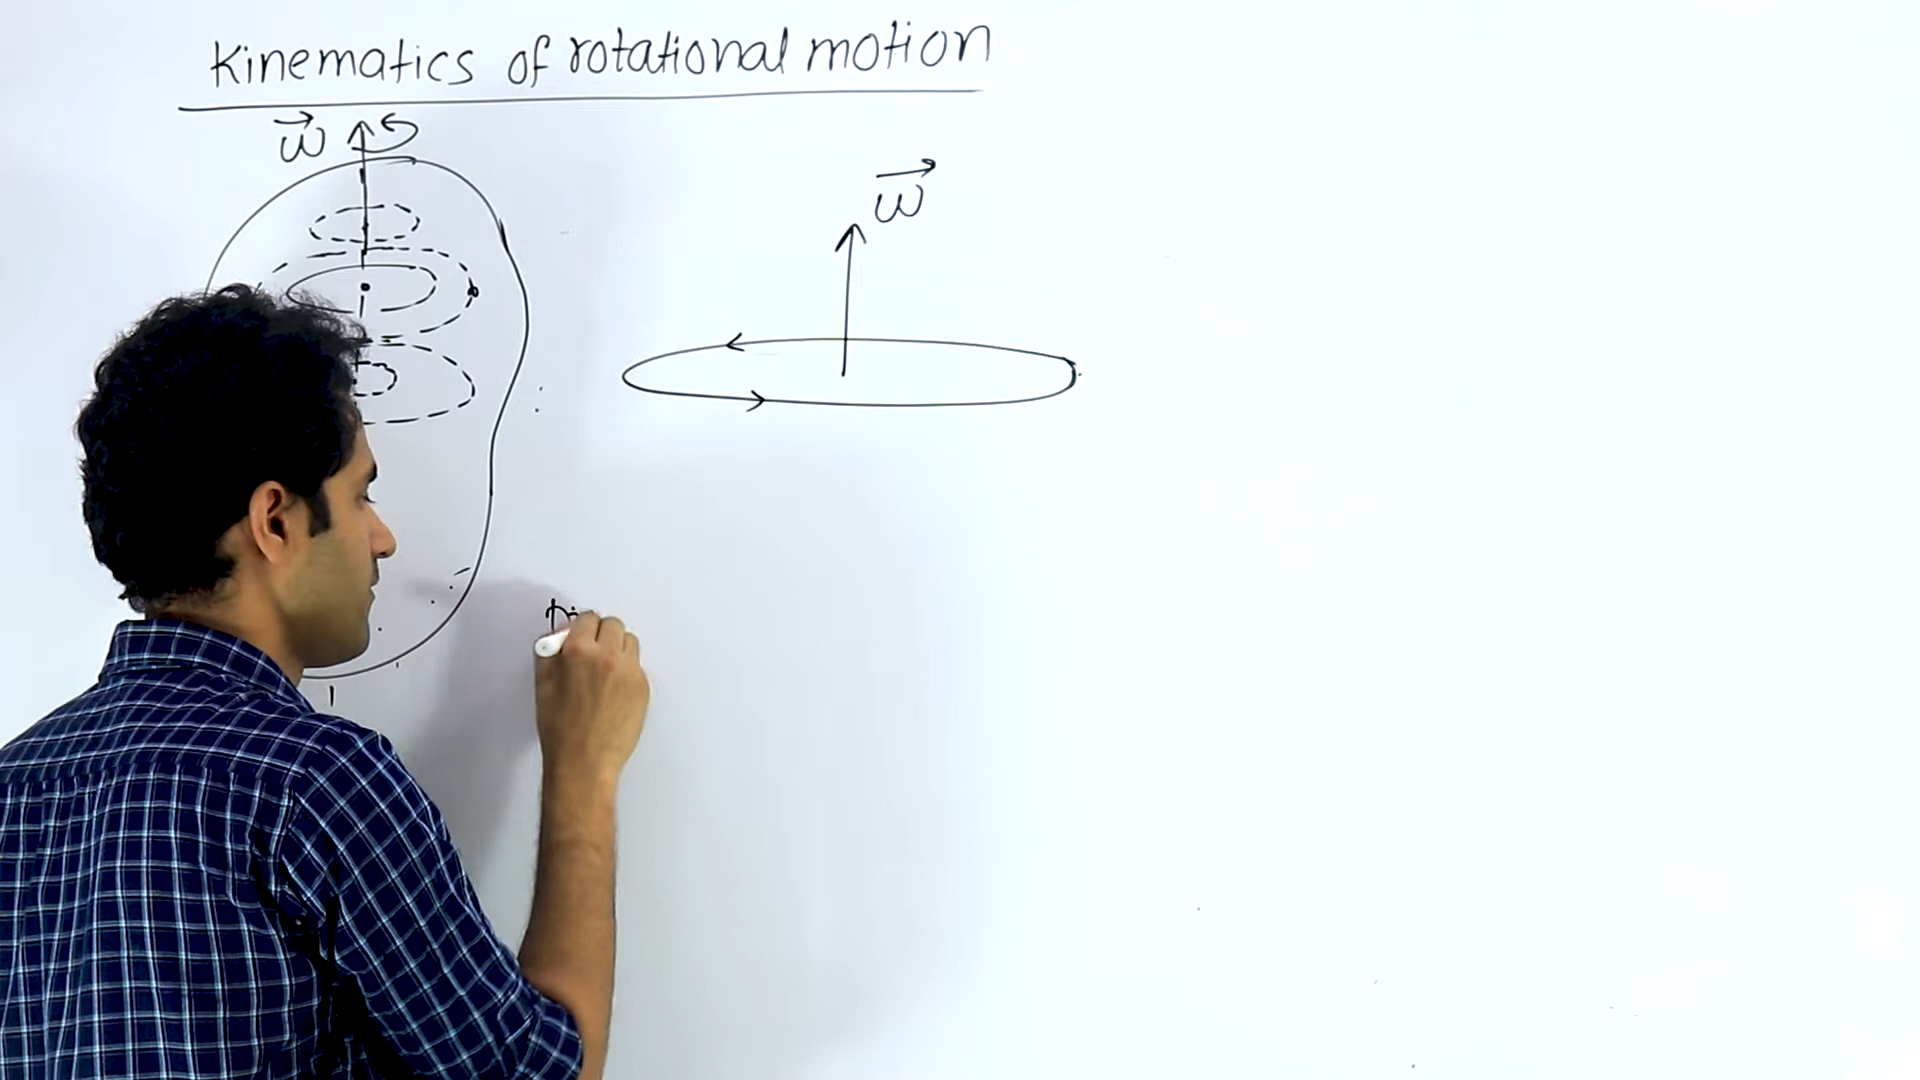 Kinematics of rotational motion
ω⃗
ω⃗